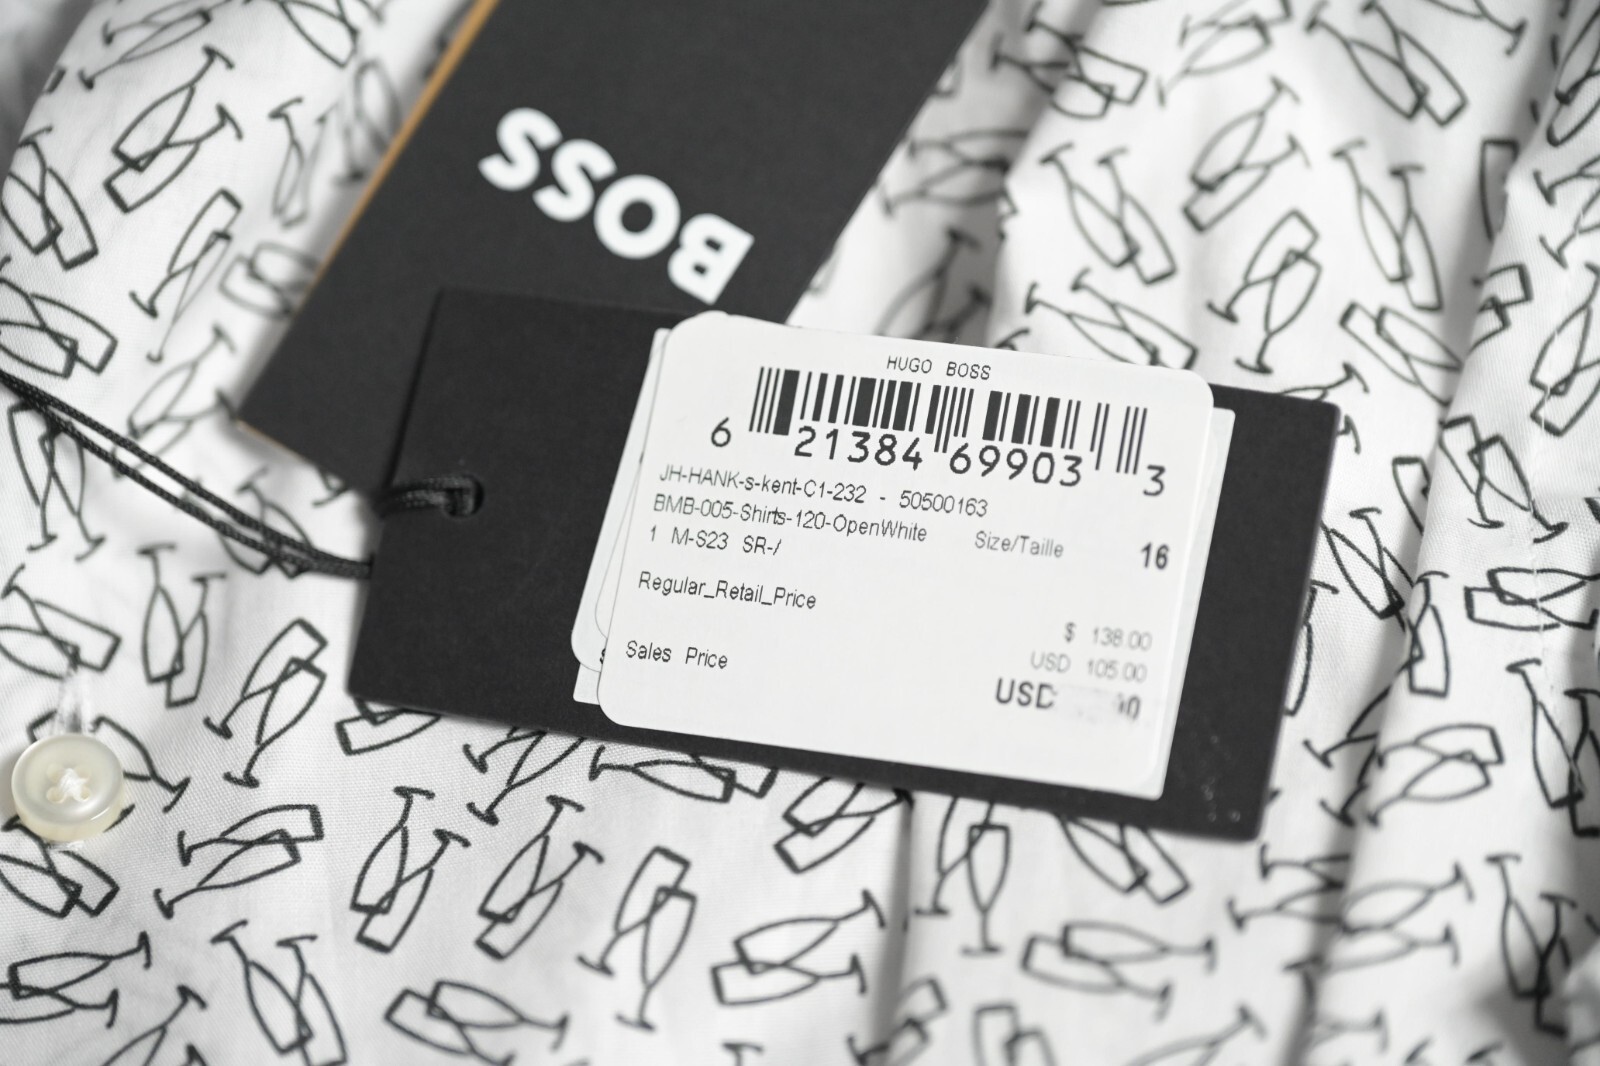 BOSS
HUGO BOSS
6 21384 69903 3
JH-HANK-s-kent-C1-232 - 50500163
BMB-005-Shirts-120-OpenWhite Size/Taille 16
1 M-S23 SR-/
Regular_Retail_Price
$ 138.00
USD 105.00
Sales Price
USD